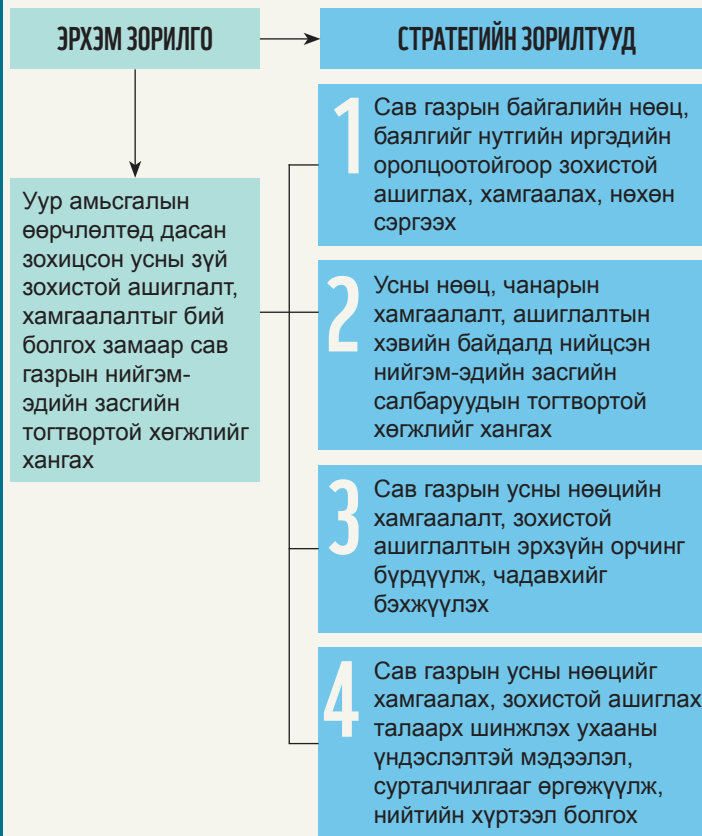 ЭРХЭМ ЗОРИЛГО
СТРАТЕГИЙН ЗОРИЛТУУД
Уур амьсгалын
өөрчлөлтөд дасан
зохицсон усны зүй
зохистой ашиглалт,
хамгаалалтыг бий
болгох замаар сав
газрын нийгэм-
эдийн засгийн
тогтвортой хөгжлийг
хангах
1
Сав газрын байгалийн нөөц,
баялгийг нутгийн иргэдийн
оролцоотойгоор зохистой
ашиглах, хамгаалах, нөхөн
сэргээх
2
Усны нөөц, чанарын
хамгаалалт, ашиглалтын
хэвийн байдалд нийцсэн
нийгэм-эдийн засгийн
салбаруудын тогтвортой
хөгжлийг хангах
3
Сав газрын усны нөөцийн
хамгаалалт, зохистой
ашиглалтын эрхзүйн орчинг
бүрдүүлж, чадавхийг
бэхжүүлэх
4
Сав газрын усны нөөцийг
хамгаалах, зохистой ашиглах
талаарх шинжлэх ухааны
үндэслэлтэй мэдээлэл,
сурталчилгааг өргөжүүлж,
нийтийн хүртээл болгох